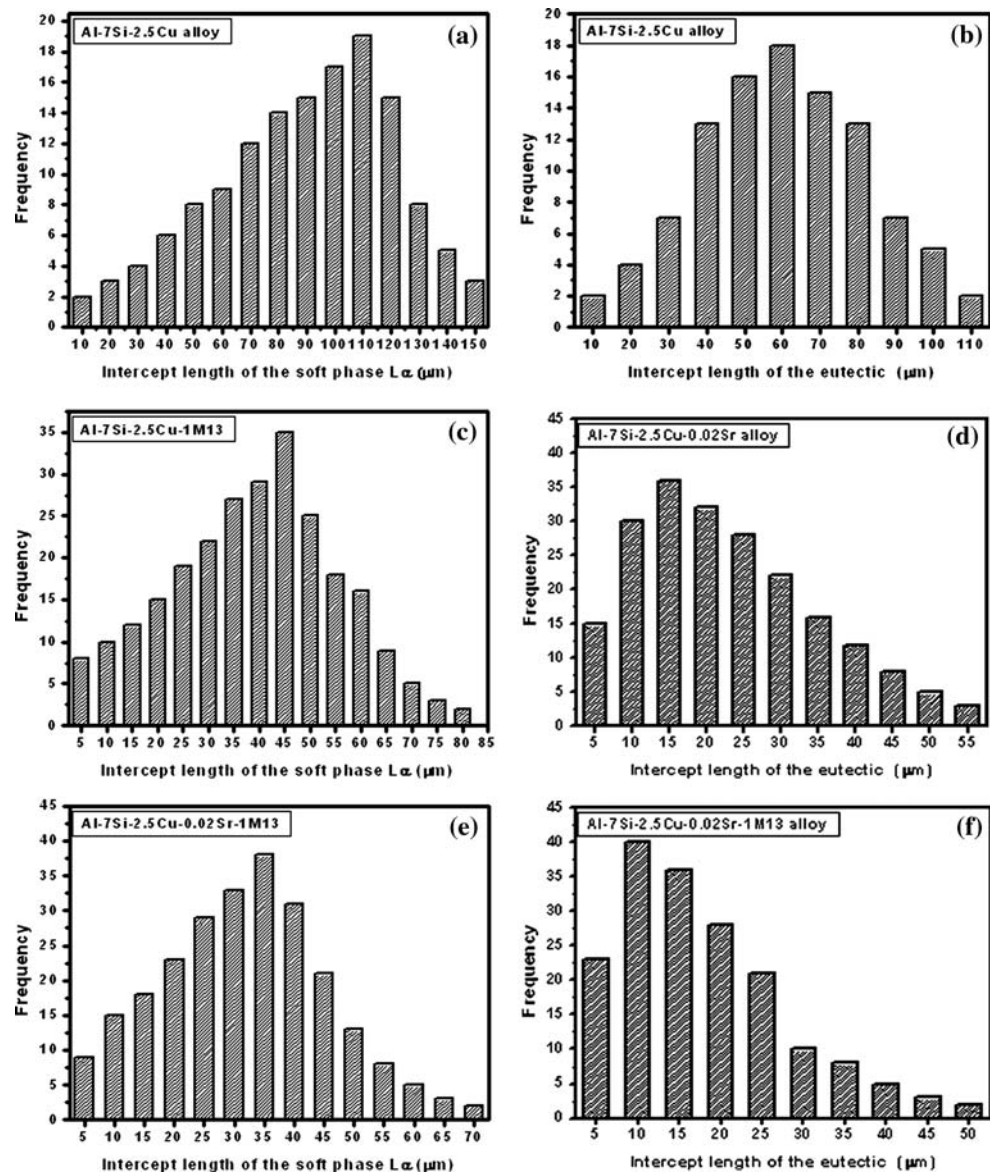 Al-7Si-2.5Cu alloy
(a)
20
18
16
14
12
10
8
6
4
2
0
Frequency
10 20 30 40 50 60 70 80 90 100 110 120 130 140 150
Intercept length of the soft phase Lα (µm)
Al-7Si-2.5Cu alloy
(b)
20
18
16
14
12
10
8
6
4
2
0
Frequency
10 20 30 40 50 60 70 80 90 100 110
Intercept length of the eutectic (µm)
Al-7Si-2.5Cu-1M13
(c)
35
30
25
20
15
10
5
0
Frequency
5 10 15 20 25 30 35 40 45 50 55 60 65 70 75 80 85
Intercept length of the soft phase Lα (µm)
Al-7Si-2.5Cu-0.02Sr alloy
(d)
45
40
35
30
25
20
15
10
5
0
Frequency
5 10 15 20 25 30 35 40 45 50 55
Intercept length of the eutectic (µm)
Al-7Si-2.5Cu-0.02Sr-1M13
(e)
45
40
35
30
25
20
15
10
5
0
Frequency
5 10 15 20 25 30 35 40 45 50 55 60 65 70
Intercept length of the soft phase Lα (µm)
Al-7Si-2.5Cu-0.02Sr-1M13 alloy
(f)
45
40
35
30
25
20
15
10
5
0
Frequency
5 10 15 20 25 30 35 40 45 50
Intercept length of the eutectic (µm)